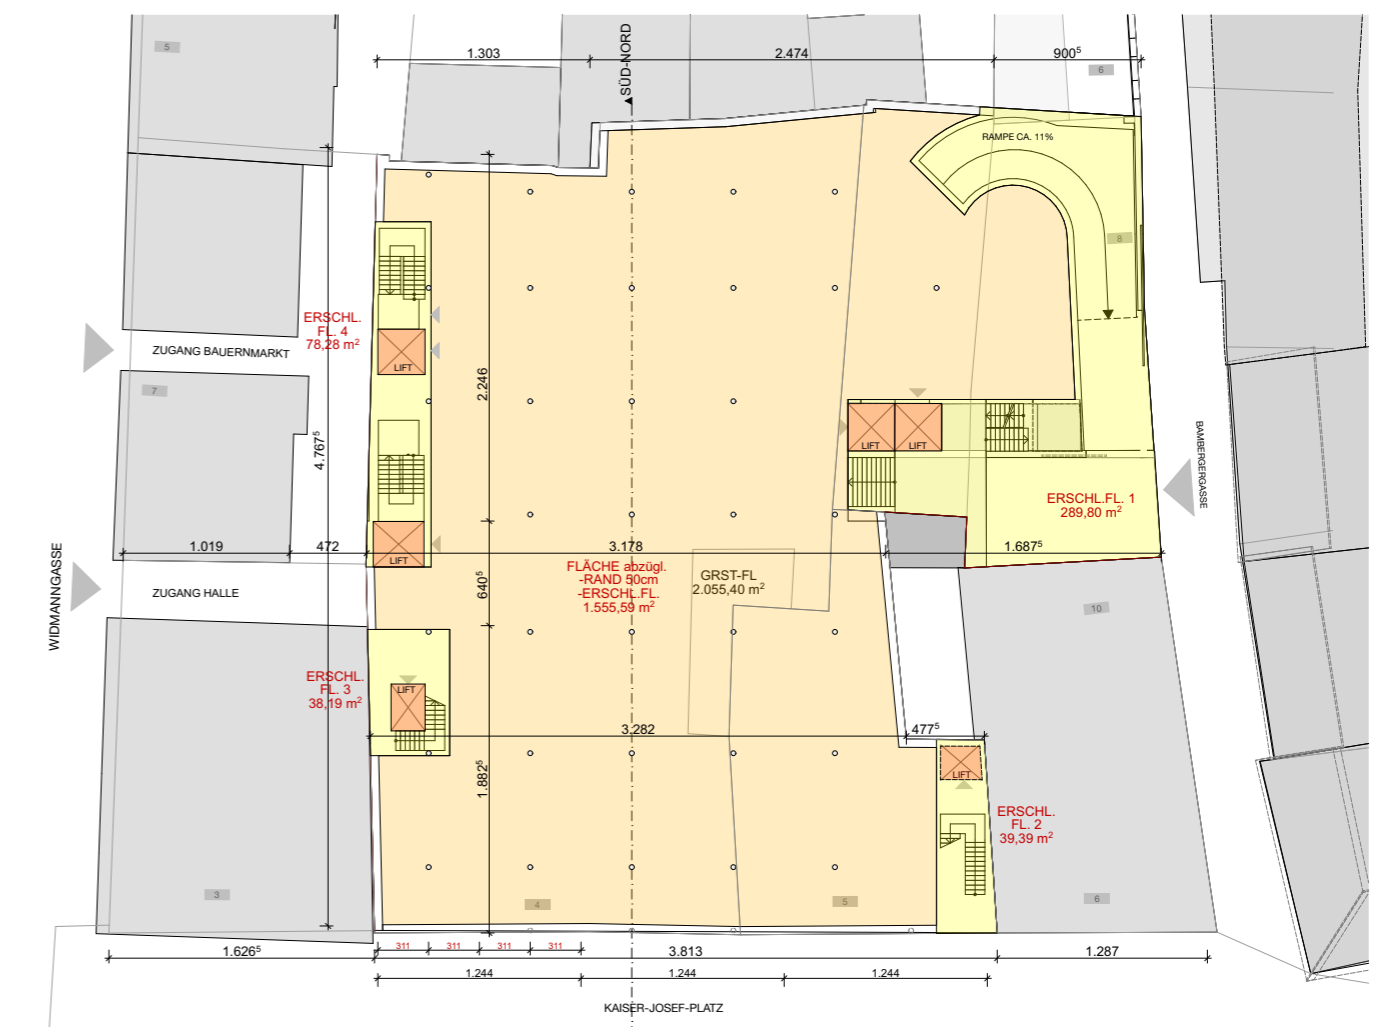 5
1.303
SÜD-NORD
2.474
900⁵
6
RAMPE CA. 11%
8
ERSCHL.
FL. 4
78,28 m²
ZUGANG BAUERNMARKT
LIFT
7
2.246
4.767⁵
LIFT
LIFT
BAMBERGERGASSE
ERSCHL.FL. 1
289,80 m²
1.019
472
LIFT
3.178
1.687⁵
WIDMANNGASSE
ZUGANG HALLE
640⁵
FLÄCHE abzügl.
-RAND 50cm
-ERSCHL.FL.
1.555,59 m²
GRST-FL
2.055,40 m²
10
ERSCHL.
FL. 3
38,19 m²
LIFT
3.282
477⁵
1.882⁵
LIFT
ERSCHL.
FL. 2
39,39 m²
3
4
5
6
1.626⁵
311
311
311
311
3.813
1.287
1.244
1.244
1.244
KAISER-JOSEF-PLATZ